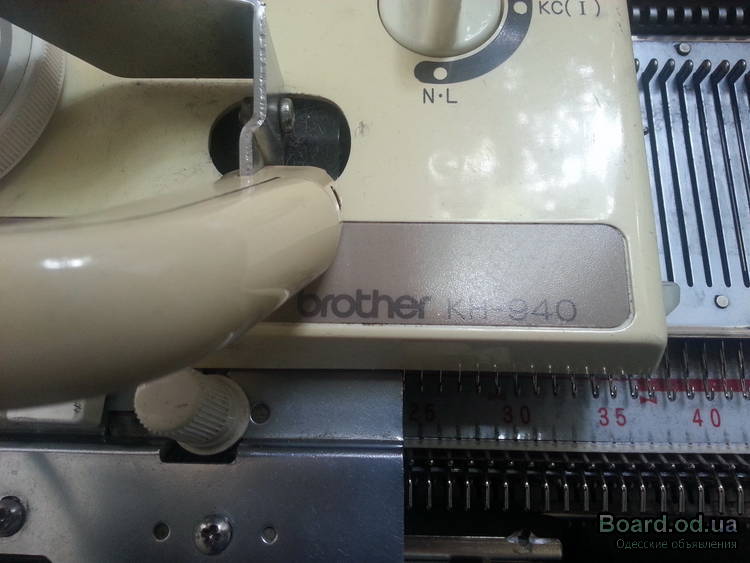 KC(I)
N·L
brother KH-940
25 30 35 40
Board.od.ua
Одесские объявления